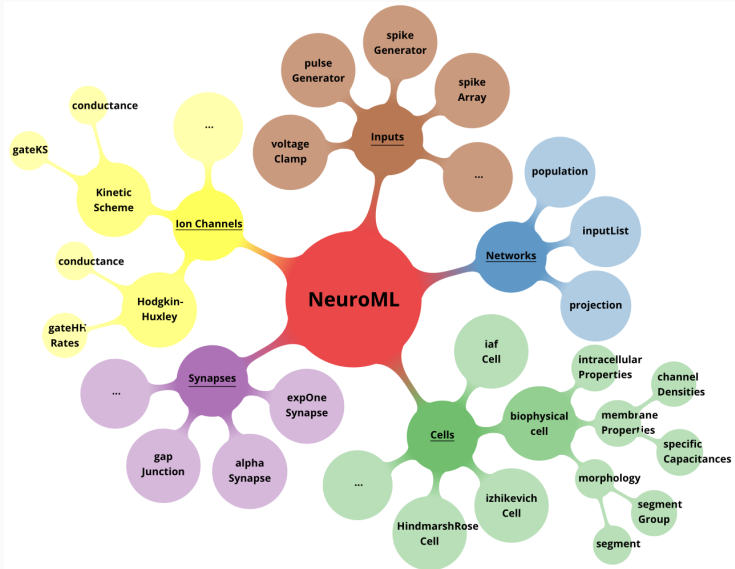 spike
Generator
pulse
Generator
spike
Array
conductance
...
Inputs
voltage
Clamp
gateKS
...
population
Kinetic
Scheme
Ion Channels
inputList
Networks
conductance
NeuroML
Hodgkin-
Huxley
projection
gateHH
Rates
iaf
Cell
intracellular
Properties
Synapses
channel
Densities
...
expOne
Synapse
biophysical
cell
membrane
Properties
Cells
specific
Capacitances
gap
Junction
alpha
Synapse
morphology
...
izhikevich
Cell
segment
Group
HindmarshRose
Cell
segment